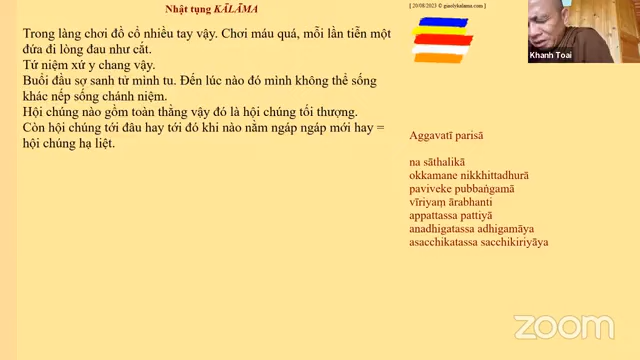 Nhật tụng KĀLĀMA
Trong làng chơi đồ cổ nhiều tay vậy. Chơi máu quá, mỗi lần tiễn một
đứa đi lòng đau như cắt.
Tứ niệm xứ y chang vậy.
Buổi đầu sợ sanh tử mình tu. Đến lúc nào đó mình không thể sống
khác nếp sống chánh niệm.
Hội chúng nào gồm toàn thằng vậy đó là hội chúng tối thượng.
Còn hội chúng tới đâu hay tới đó khi nào nằm ngáp ngáp mới hay =
hội chúng hạ liệt.
[ 20/08/2023 © giaolykalama.com ]
Khanh Toai
Aggavatī parisā
na sāthalikā
okkamane nikkhittadhurā
paviveke pubbaṅgamā
vīriyaṃ ārabhanti
appattassa pattiyā
anadhigatassa adhigamāya
asacchikatassa sacchikiriyāya
zoom